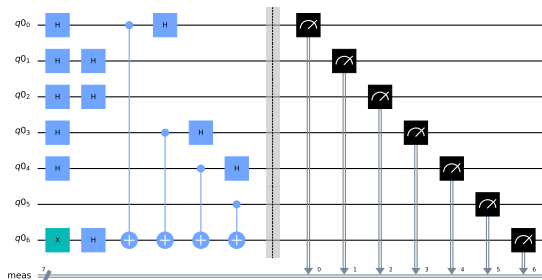 q0₀ H H
q0₁ H H
q0₂ H H
q0₃ H H
q0₄ H H
q0₅
q0₆ X H
meas 7 0 1 2 3 4 5 6